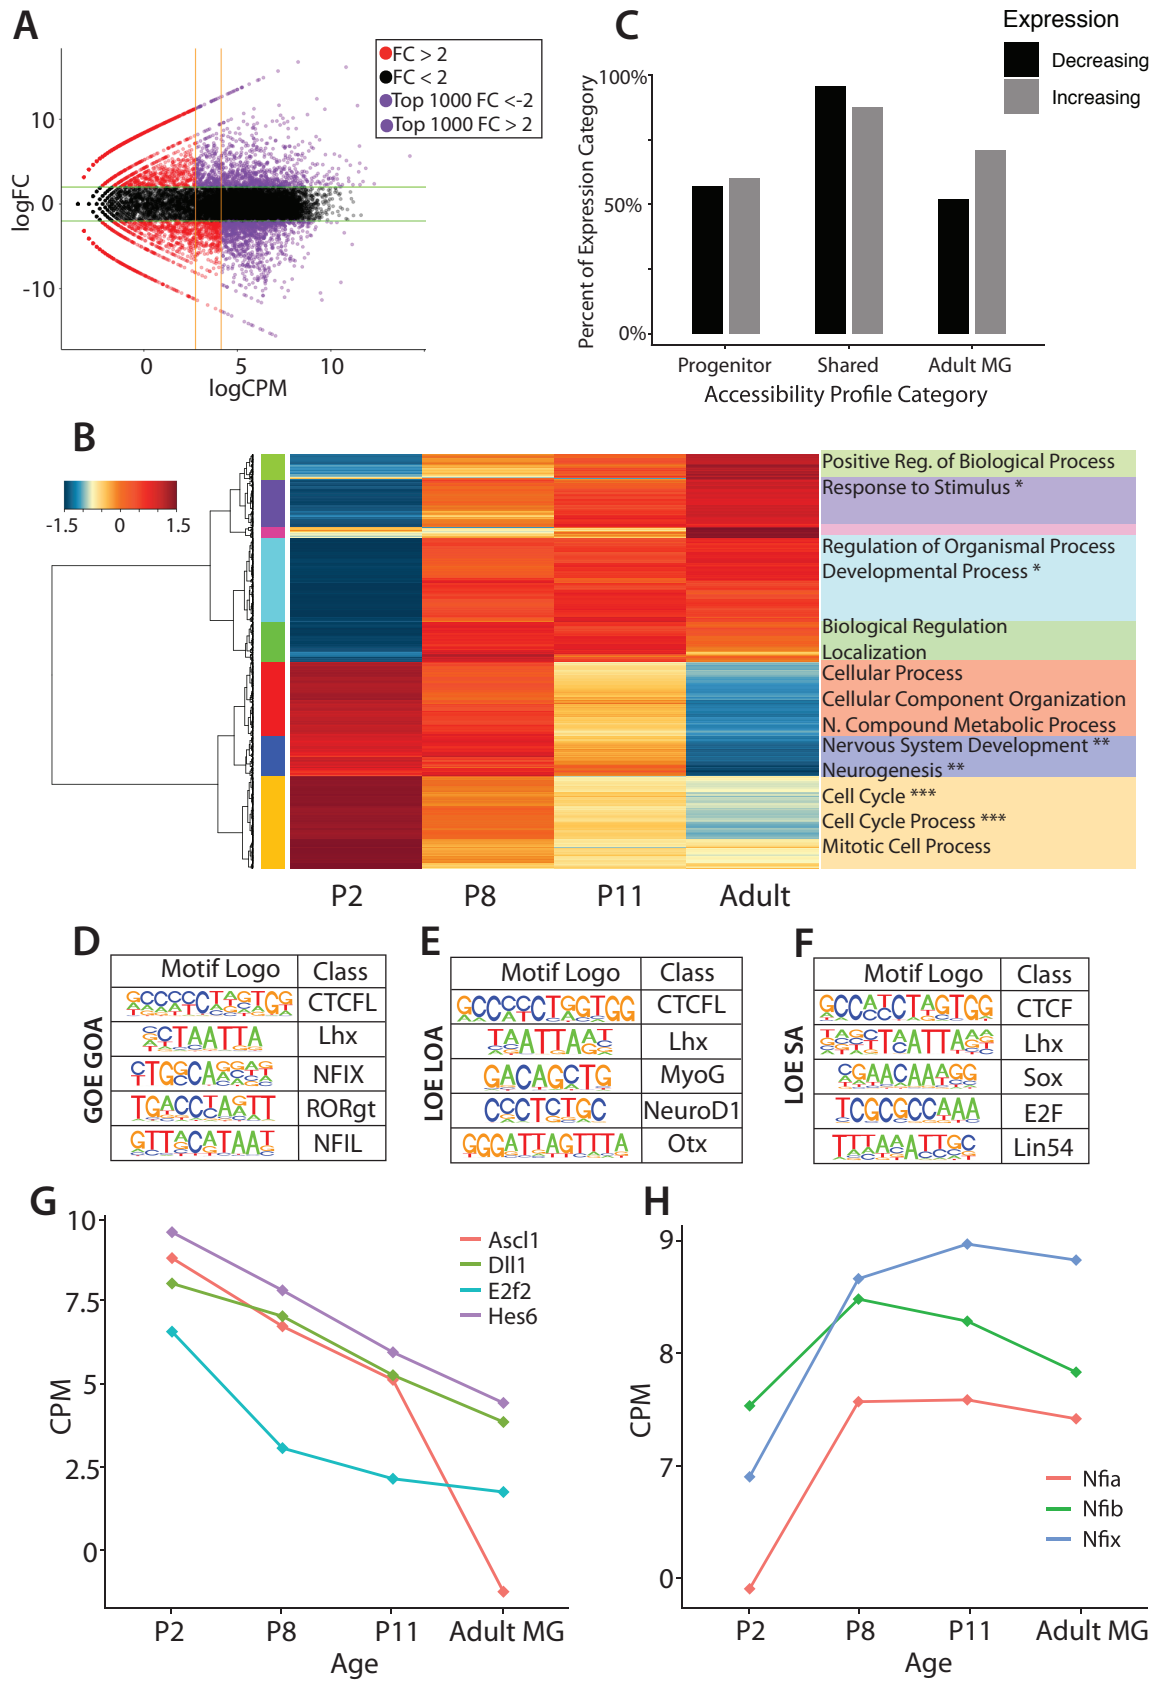 A
FC > 2
FC < 2
Top 1000 FC <-2
Top 1000 FC > 2
10
0
-10
logFC
0
5
10
logCPM
C
Expression
Decreasing
Increasing
100%
50%
0%
Percent of Expression Category
Progenitor
Shared
Adult MG
Accessibility Profile Category
B
-1.5
0
1.5
Positive Reg. of Biological Process
Response to Stimulus *
Regulation of Organismal Process
Developmental Process *
Biological Regulation
Localization
Cellular Process
Cellular Component Organization
N. Compound Metabolic Process
Nervous System Development **
Neurogenesis **
Cell Cycle ***
Cell Cycle Process ***
Mitotic Cell Process
P2
P8
P11
Adult
D
GOE GOA
Motif Logo
Class
CTCFL
Lhx
NFIX
RORgt
NFIL
E
LOE LOA
Motif Logo
Class
CTCFL
Lhx
MyoG
NeuroD1
Otx
F
LOE SA
Motif Logo
Class
CTCF
Lhx
Sox
E2F
Lin54
G
10
7.5
5
2.5
0
CPM
Ascl1
Dll1
E2f2
Hes6
P2
P8
P11
Adult MG
Age
H
9
8
7
0
CPM
Nfia
Nfib
Nfix
P2
P8
P11
Adult MG
Age